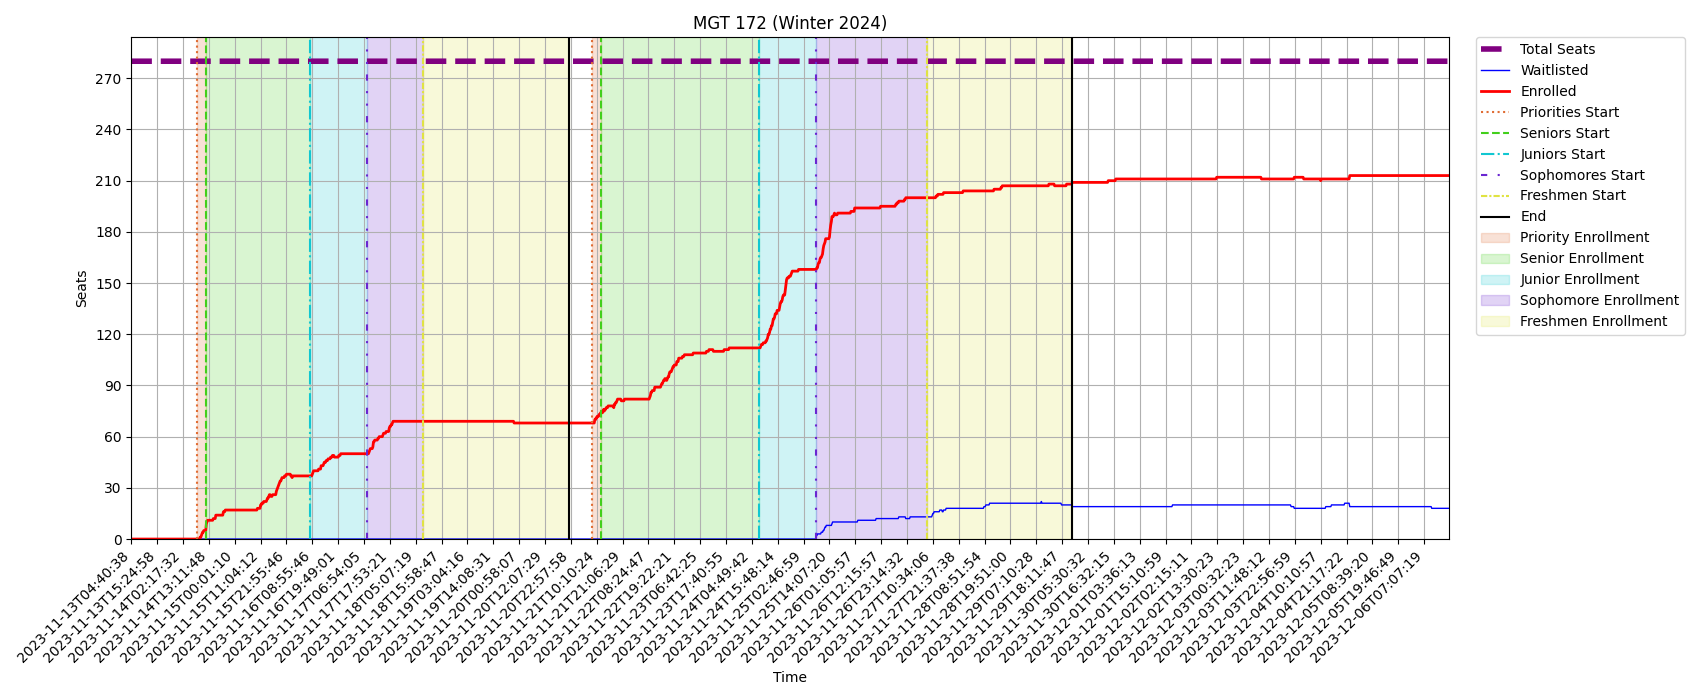 MGT 172 (Winter 2024)
Seats
270
240
210
180
150
120
90
60
30
0
2023-11-13T04:40:38
2023-11-13T15:24:58
2023-11-14T02:17:32
2023-11-14T13:11:48
2023-11-15T00:01:10
2023-11-15T11:04:12
2023-11-15T21:55:46
2023-11-16T08:55:46
2023-11-16T19:49:01
2023-11-17T06:54:05
2023-11-17T17:53:21
2023-11-18T05:07:19
2023-11-18T15:58:47
2023-11-19T03:04:16
2023-11-19T14:08:31
2023-11-20T00:58:07
2023-11-20T12:07:29
2023-11-20T22:57:58
2023-11-21T10:10:24
2023-11-21T21:06:29
2023-11-22T08:24:47
2023-11-22T19:22:21
2023-11-23T06:42:25
2023-11-23T17:40:55
2023-11-24T04:49:42
2023-11-24T15:48:14
2023-11-25T02:46:59
2023-11-25T14:07:20
2023-11-26T01:05:57
2023-11-26T12:15:57
2023-11-26T23:14:32
2023-11-27T10:34:06
2023-11-27T21:37:38
2023-11-28T08:51:54
2023-11-28T19:51:00
2023-11-29T07:10:28
2023-11-29T18:11:47
2023-11-30T05:30:32
2023-11-30T16:32:15
2023-12-01T03:36:13
2023-12-01T15:10:59
2023-12-02T02:15:11
2023-12-02T13:30:23
2023-12-03T00:32:23
2023-12-03T11:48:12
2023-12-03T22:56:59
2023-12-04T10:10:57
2023-12-04T21:17:22
2023-12-05T08:39:20
2023-12-05T19:46:49
2023-12-06T07:07:19
Time
Total Seats
Waitlisted
Enrolled
Priorities Start
Seniors Start
Juniors Start
Sophomores Start
Freshmen Start
End
Priority Enrollment
Senior Enrollment
Junior Enrollment
Sophomore Enrollment
Freshmen Enrollment